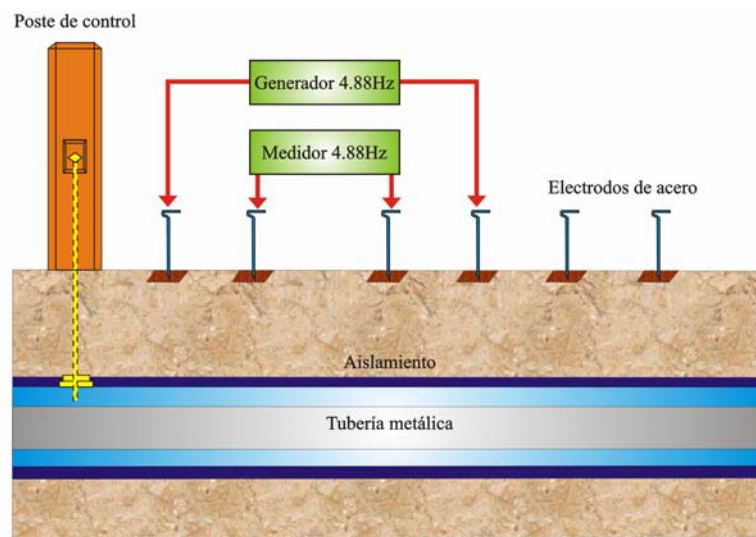 Poste de control
Generador 4.88Hz
Medidor 4.88Hz
Electrodos de acero
Aislamiento
Tubería metálica